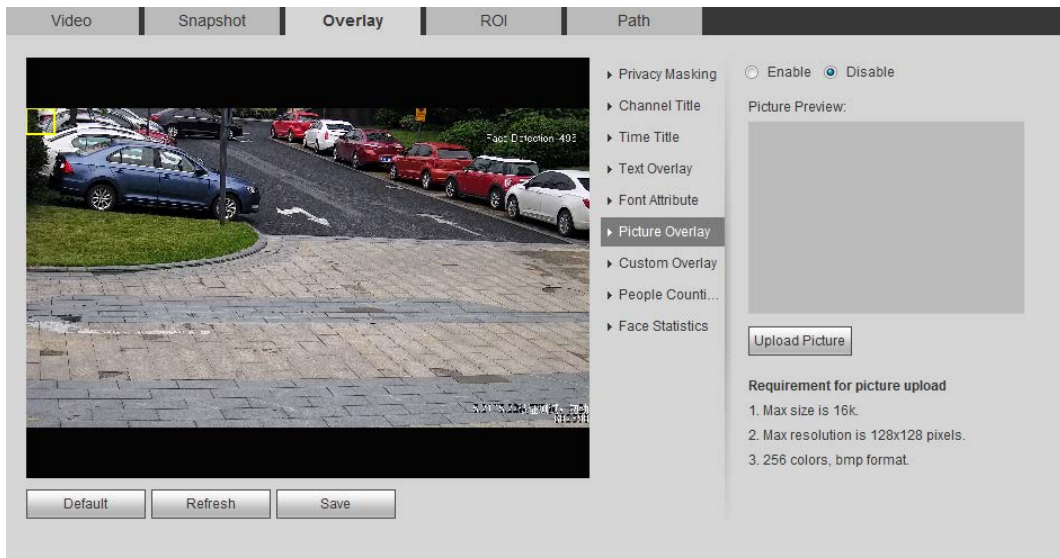 Video Snapshot Overlay ROI Path
Face Detection 493
Privacy Masking
Channel Title
Time Title
Text Overlay
Font Attribute
Picture Overlay
Custom Overlay
People Counti...
Face Statistics
Enable Disable
Picture Preview:
Upload Picture
Requirement for picture upload
1. Max size is 16k.
2. Max resolution is 128x128 pixels.
3. 256 colors, bmp format.
Default Refresh Save